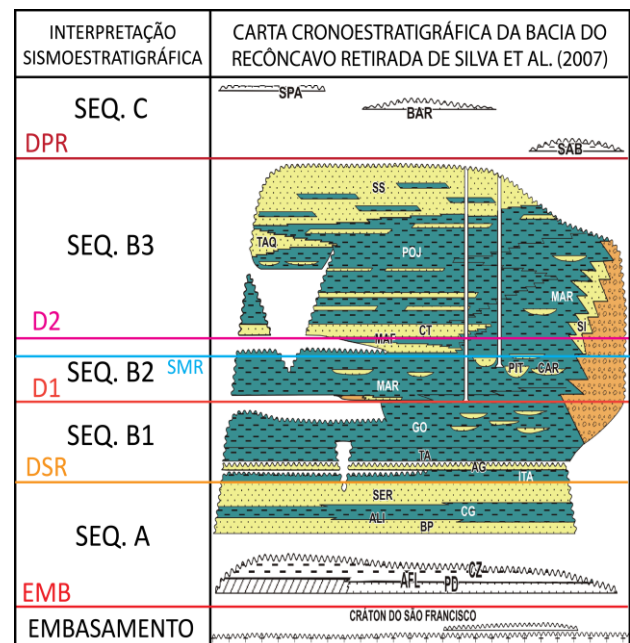 INTERPRETAÇÃO
SISMOESTRATIGRÁFICA
CARTA CRONOESTRATIGRÁFICA DA BACIA DO
RECÔNCAVO RETIRADA DE SILVA ET AL. (2007)
SEQ. C
SPA
BAR
SAB
DPR
SS
SEQ. B3
TAQ
POJ
MAR
SI
D2
CT
MAE
SEQ. B2
SMR
PIT
CAR
MAR
D1
SEQ. B1
GO
TA
AG
ITA
DSR
SER
CG
ALI
BP
SEQ. A
CZ
AFL
PD
EMB
EMBASAMENTO
CRÁTON DO SÃO FRANCISCO